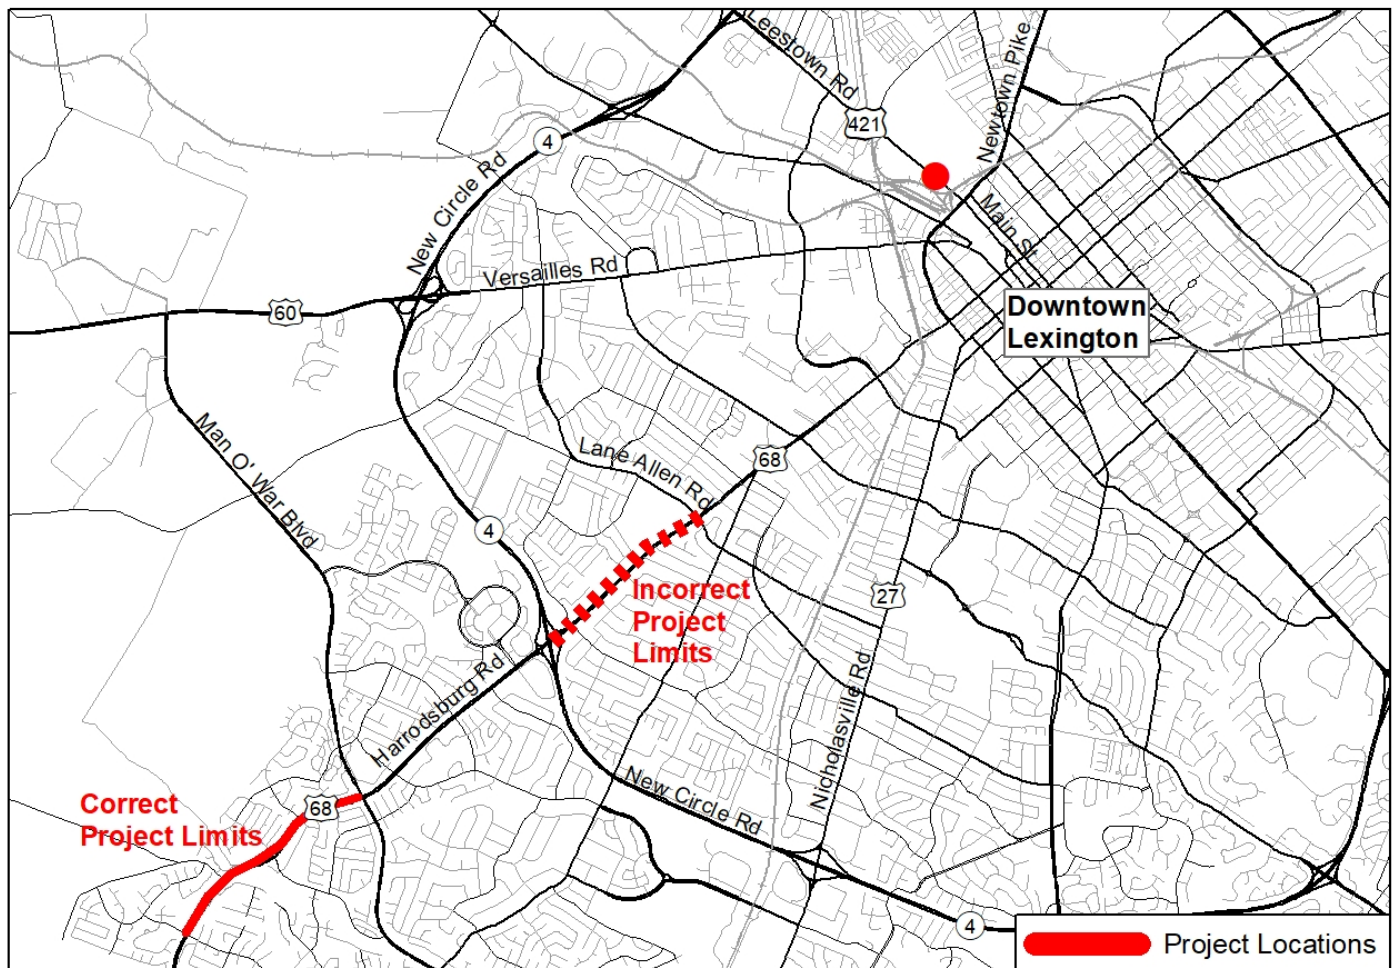 Leestown Rd
421
Newtown Pike
4
New Circle Rd
Main St
Versailles Rd
60
Downtown
Lexington
Man O' War Blvd
Lane Allen Rd
68
4
Incorrect
Project
Limits
27
Harrodsburg Rd
Nicholasville Rd
New Circle Rd
Correct
Project Limits
68
4
Project Locations